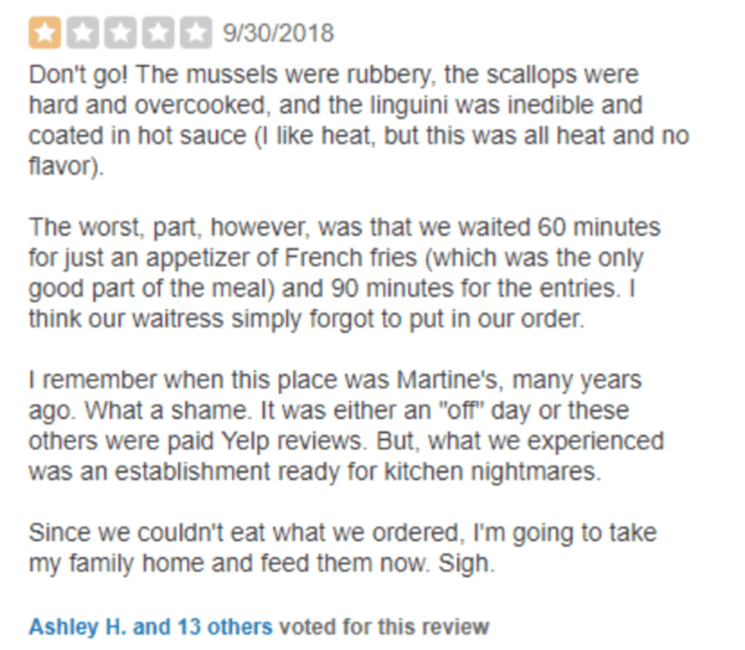 9/30/2018
Don't go! The mussels were rubbery, the scallops were
hard and overcooked, and the linguini was inedible and
coated in hot sauce (I like heat, but this was all heat and no
flavor).
The worst, part, however, was that we waited 60 minutes
for just an appetizer of French fries (which was the only
good part of the meal) and 90 minutes for the entries. I
think our waitress simply forgot to put in our order.
I remember when this place was Martine's, many years
ago. What a shame. It was either an "off" day or these
others were paid Yelp reviews. But, what we experienced
was an establishment ready for kitchen nightmares.
Since we couldn't eat what we ordered, I'm going to take
my family home and feed them now. Sigh.
Ashley H. and 13 others voted for this review